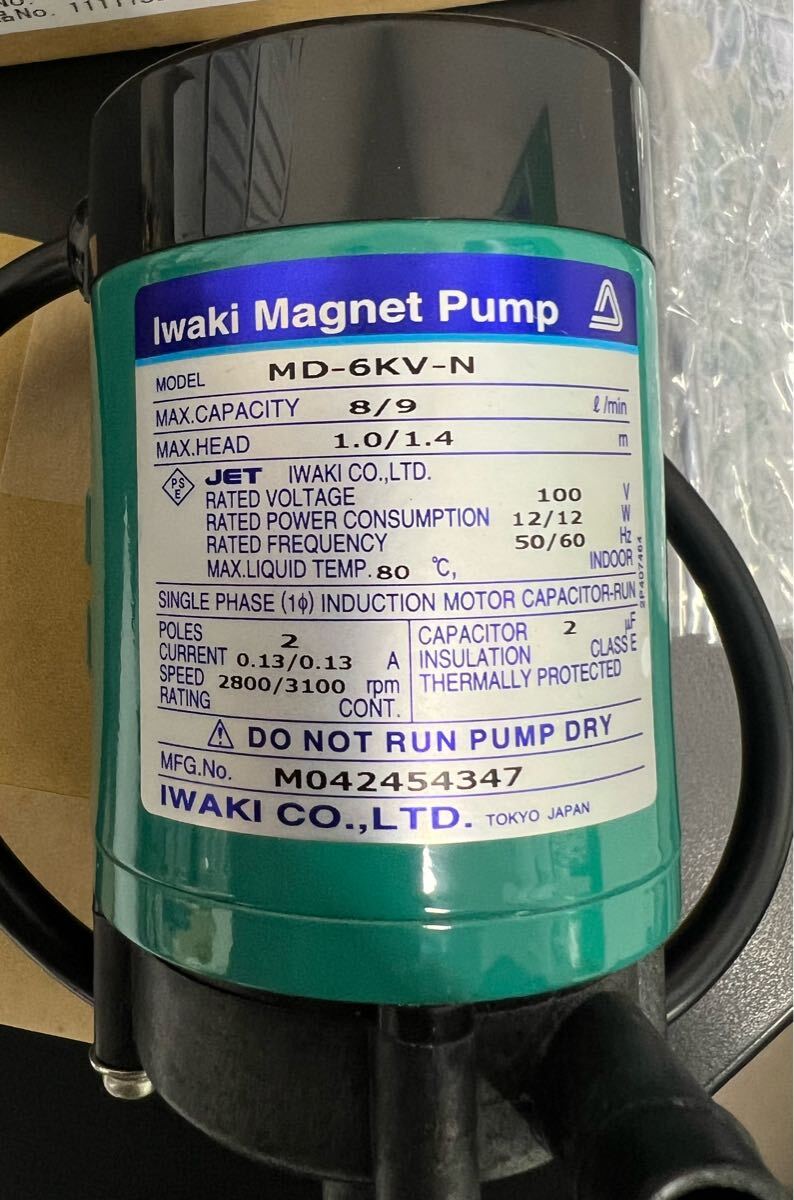 Iwaki Magnet Pump
MODEL MD-6KV-N
MAX.CAPACITY 8/9 ℓ/min
MAX.HEAD 1.0/1.4 m
PS E JET IWAKI CO.,LTD.
RATED VOLTAGE 100 V
RATED POWER CONSUMPTION 12/12 W
RATED FREQUENCY 50/60 Hz
MAX.LIQUID TEMP. 80 ℃, INDOOR
2P407464
SINGLE PHASE (1ϕ) INDUCTION MOTOR CAPACITOR-RUN
POLES 2
CURRENT 0.13/0.13 A
SPEED 2800/3100 rpm
RATING CONT.
CAPACITOR 2 μF
INSULATION CLASS E
THERMALLY PROTECTED
DO NOT RUN PUMP DRY
MFG.No. M042454347
IWAKI CO.,LTD. TOKYO JAPAN